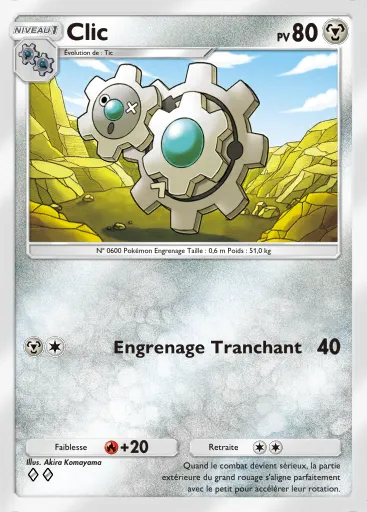 NIVEAU 1
Clic
PV 80
Évolution de : Tic
N° 0600 Pokémon Engrenage Taille : 0,6 m Poids : 51,0 kg
Engrenage Tranchant 40
Faiblesse +20
Retraite
Illus. Akira Komayama
Quand le combat devient sérieux, la partie
extérieure du grand rouage s'aligne parfaitement
avec le petit pour accélérer leur rotation.